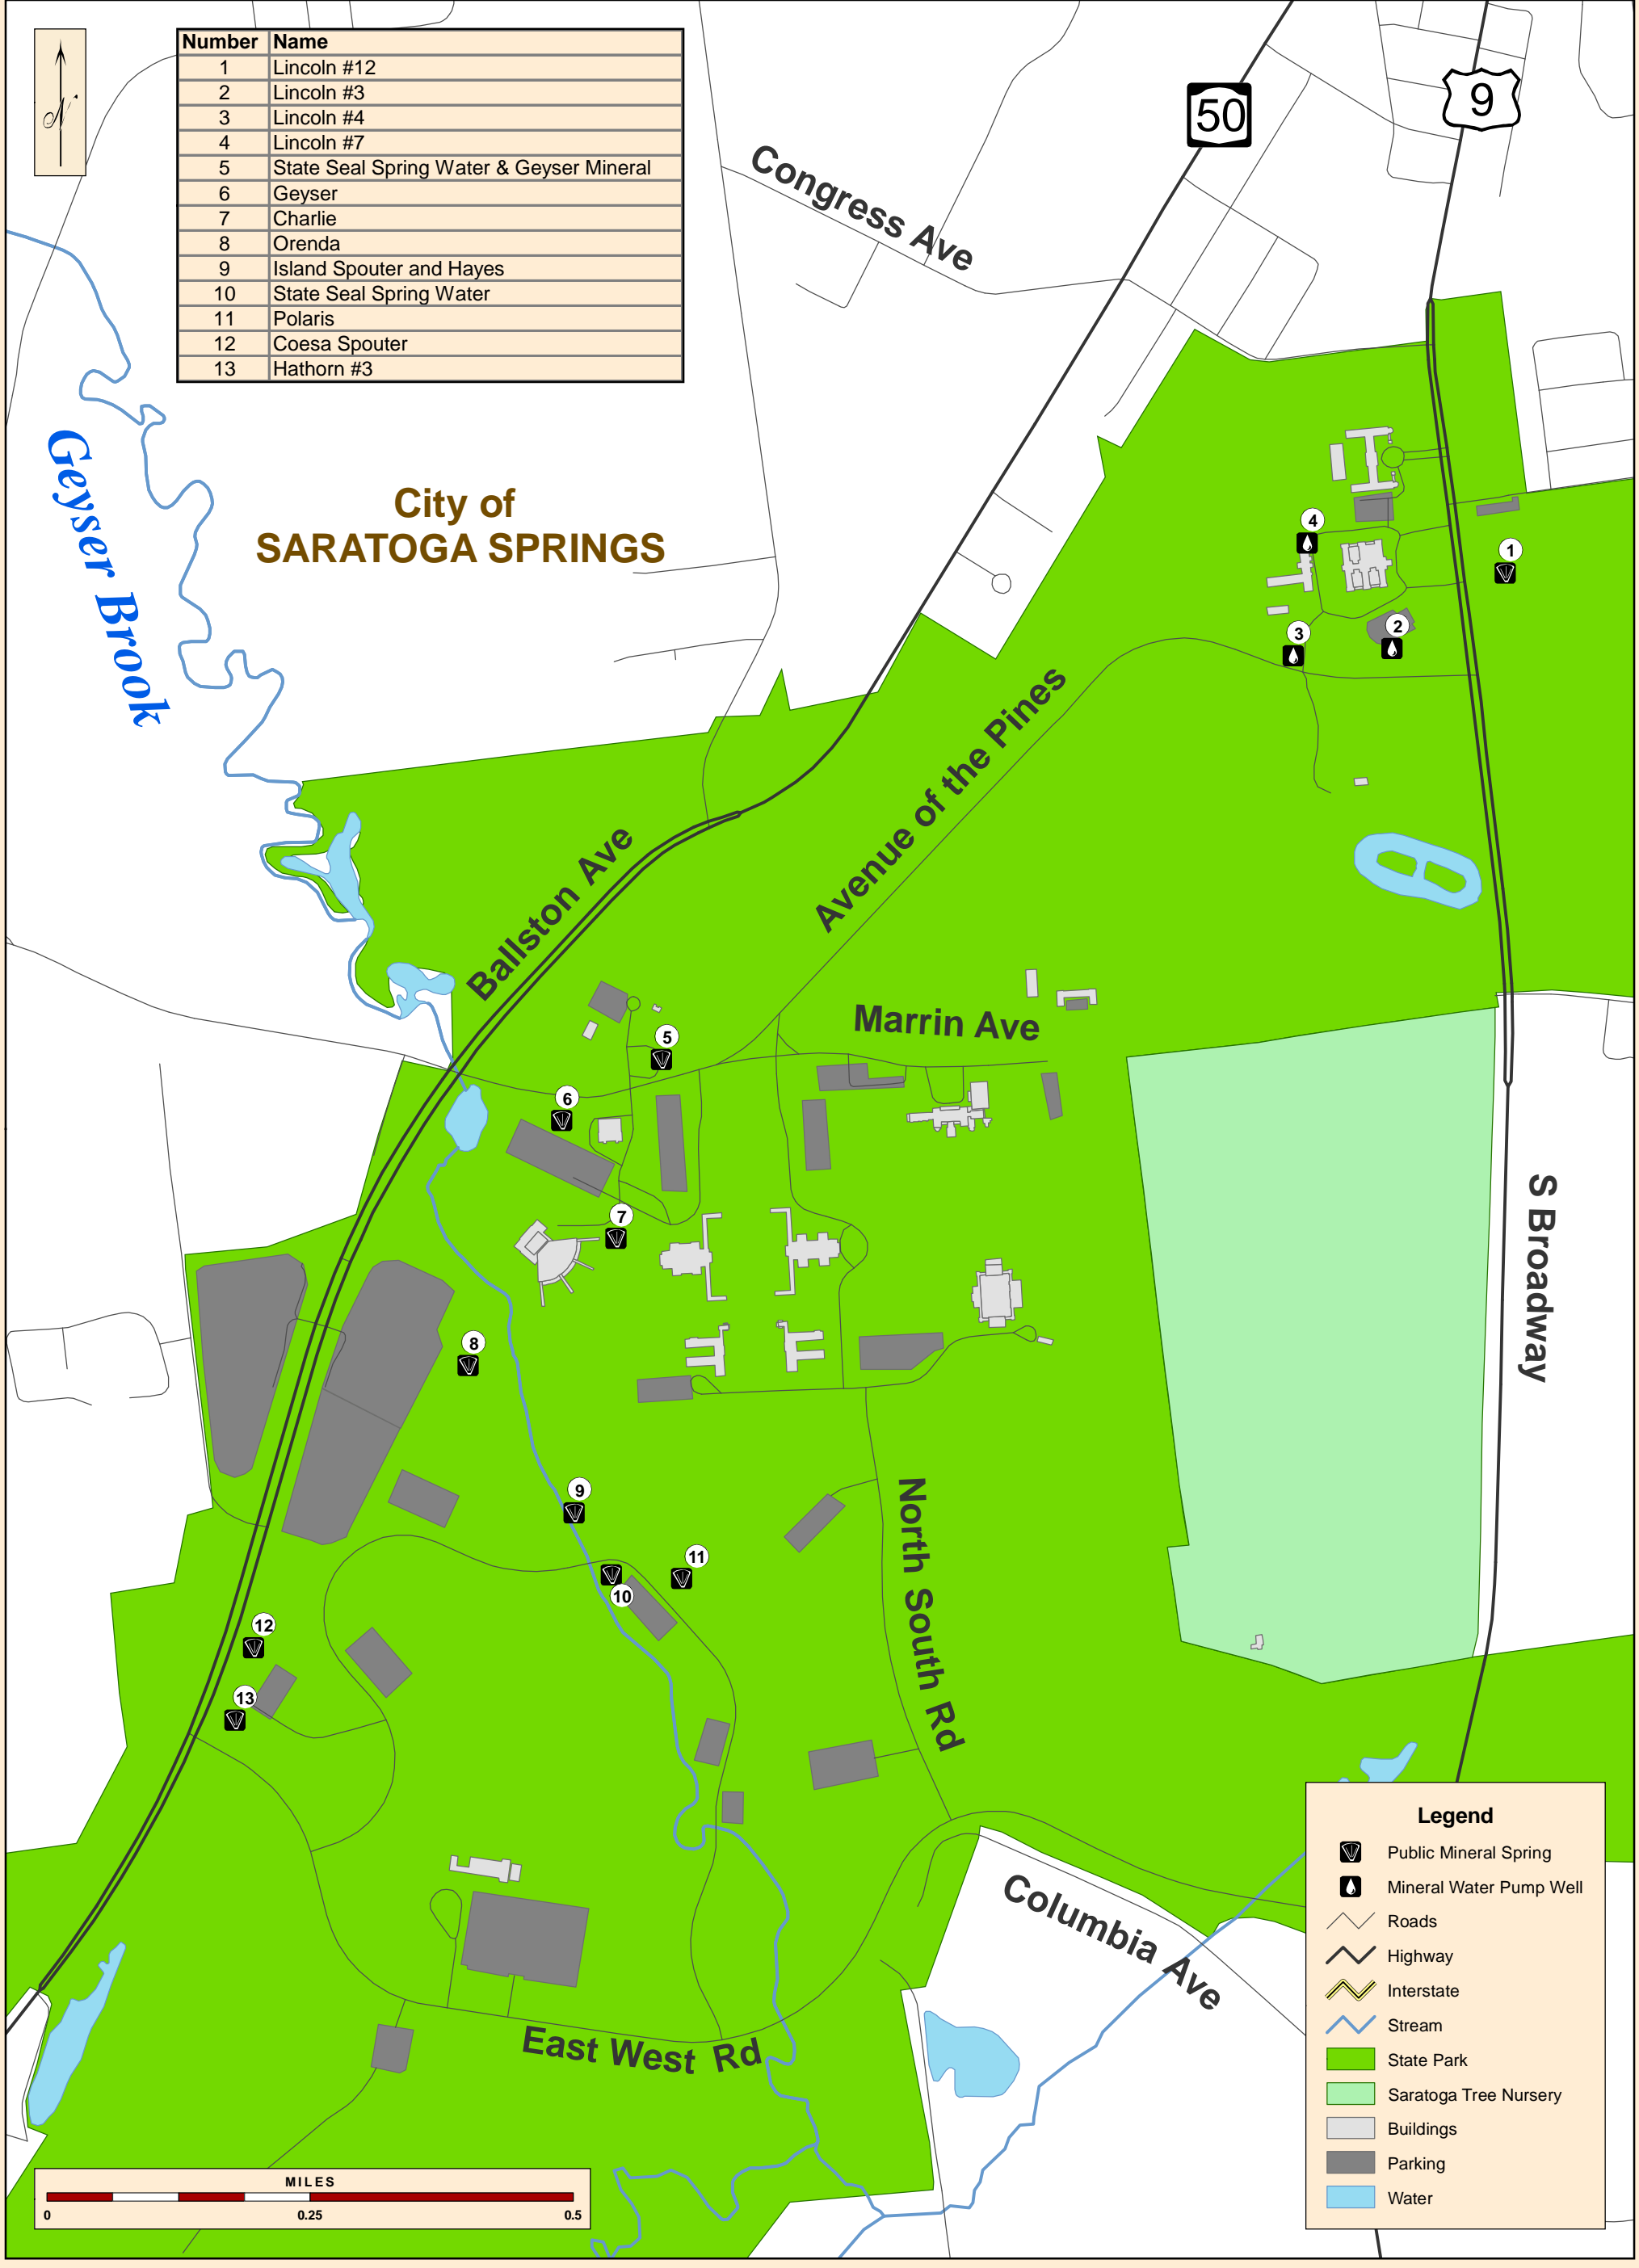 N
Number Name
1 Lincoln #12
2 Lincoln #3
3 Lincoln #4
4 Lincoln #7
5 State Seal Spring Water & Geyser Mineral
6 Geyser
7 Charlie
8 Orenda
9 Island Spouter and Hayes
10 State Seal Spring Water
11 Polaris
12 Coesa Spouter
13 Hathorn #3
50
9
Congress Ave
Geyser Brook
City of
SARATOGA SPRINGS
4
1
3
2
Avenue of the Pines
Ballston Ave
Marrin Ave
5
6
7
S Broadway
8
9
North South Rd
11
10
12
13
Columbia Ave
East West Rd
Legend
Public Mineral Spring
Mineral Water Pump Well
Roads
Highway
Interstate
Stream
State Park
Saratoga Tree Nursery
Buildings
Parking
Water
MILES
0 0.25 0.5